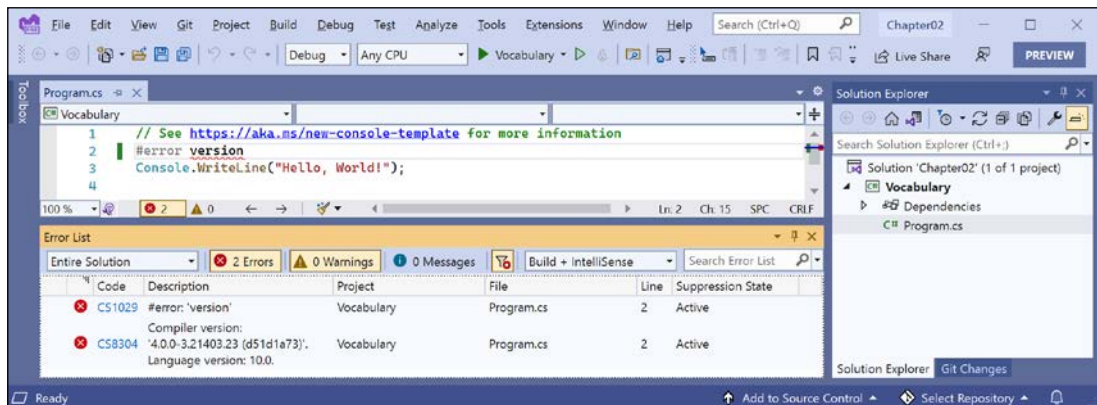 File Edit View Git Project Build Debug Test Analyze Tools Extensions Window Help Search (Ctrl+Q) Chapter02
Debug Any CPU Vocabulary Live Share PREVIEW
Toolbox
Program.cs
Vocabulary
1 // See https://aka.ms/new-console-template for more information
2 #error version
3 Console.WriteLine("Hello, World!");
4
100 % 2 0 Ln: 2 Ch: 15 SPC CRLF
Error List
Entire Solution 2 Errors 0 Warnings 0 Messages Build + IntelliSense Search Error List
Code Description Project File Line Suppression State
CS1029 #error: 'version' Vocabulary Program.cs 2 Active
Compiler version:
CS8304 '4.0.0-3.21403.23 (d51d1a73)'. Vocabulary Program.cs 2 Active
Language version: 10.0.
Solution Explorer
Search Solution Explorer (Ctrl+;)
Solution 'Chapter02' (1 of 1 project)
C# Vocabulary
Dependencies
C# Program.cs
Solution Explorer Git Changes
Ready Add to Source Control Select Repository